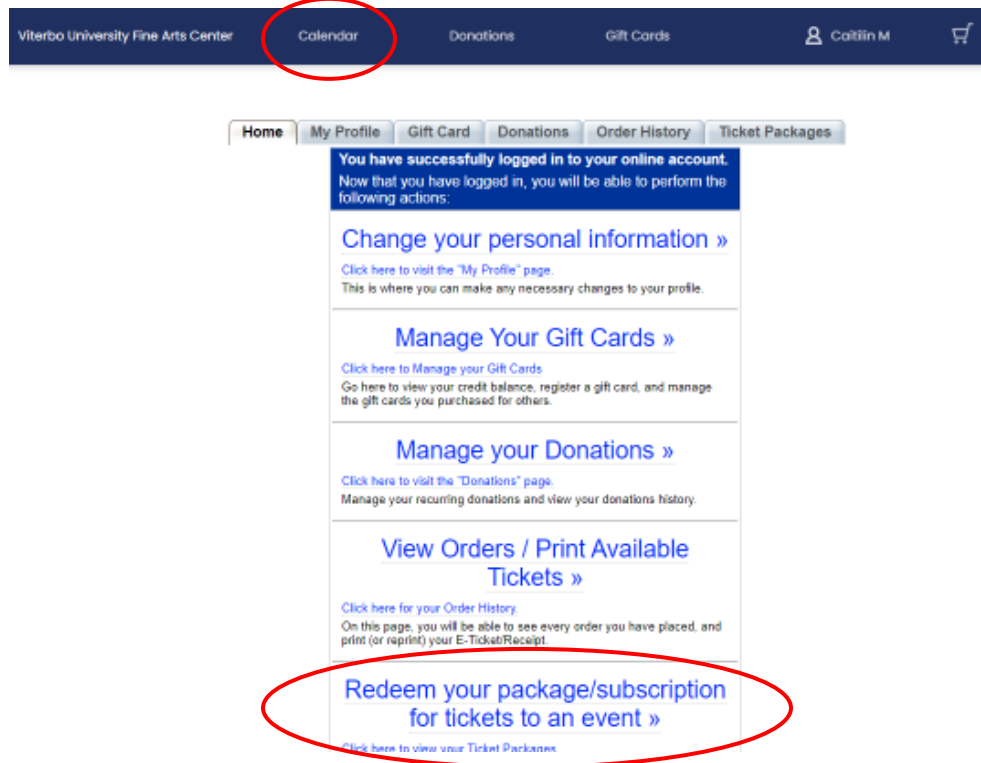 Viterbo University Fine Arts Center Calendar Donations Gift Cards Caitilin M
Home My Profile Gift Card Donations Order History Ticket Packages
You have successfully logged in to your online account.
Now that you have logged in, you will be able to perform the
following actions:
Change your personal information »
Click here to visit the "My Profile" page.
This is where you can make any necessary changes to your profile.
Manage Your Gift Cards »
Click here to Manage your Gift Cards
Go here to view your credit balance, register a gift card, and manage
the gift cards you purchased for others.
Manage your Donations »
Click here to visit the "Donations" page.
Manage your recurring donations and view your donations history.
View Orders / Print Available
Tickets »
Click here for your Order History.
On this page, you will be able to see every order you have placed, and
print (or reprint) your E-Ticket/Receipt.
Redeem your package/subscription
for tickets to an event »
Click here to view your Ticket Packages